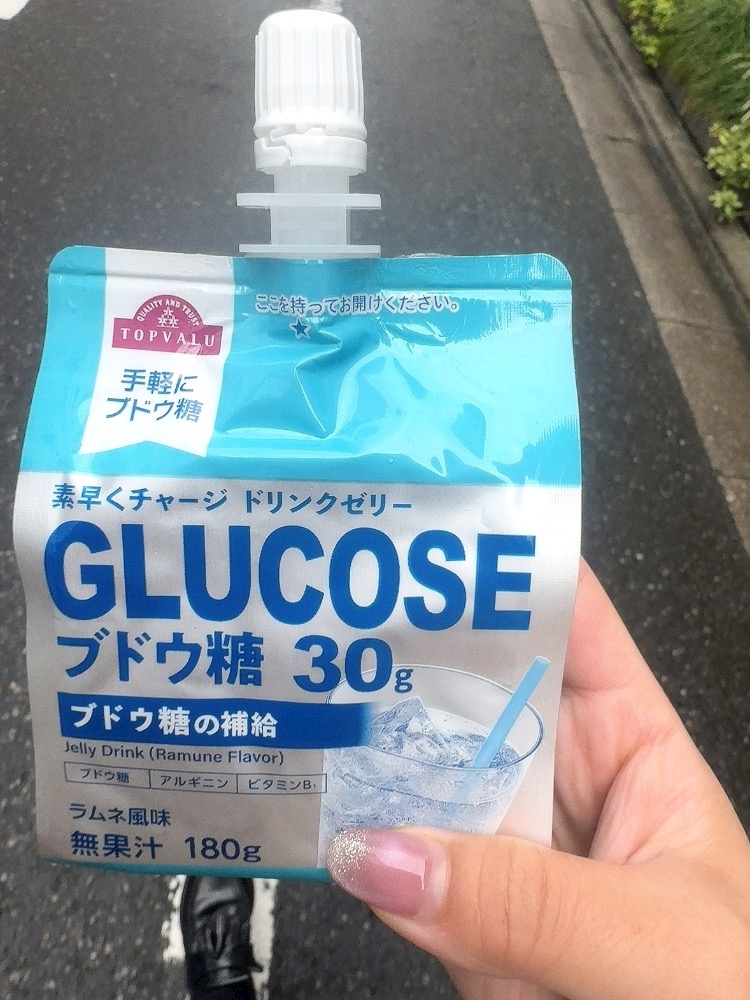 QUALITY AND TRUST
TOPVALU
ここを持ってお開けください。
手軽に
ブドウ糖
素早くチャージ ドリンクゼリー
GLUCOSE
ブドウ糖 30g
ブドウ糖の補給
Jelly Drink (Ramune Flavor)
ブドウ糖 アルギニン ビタミンB1
ラムネ風味
無果汁 180g